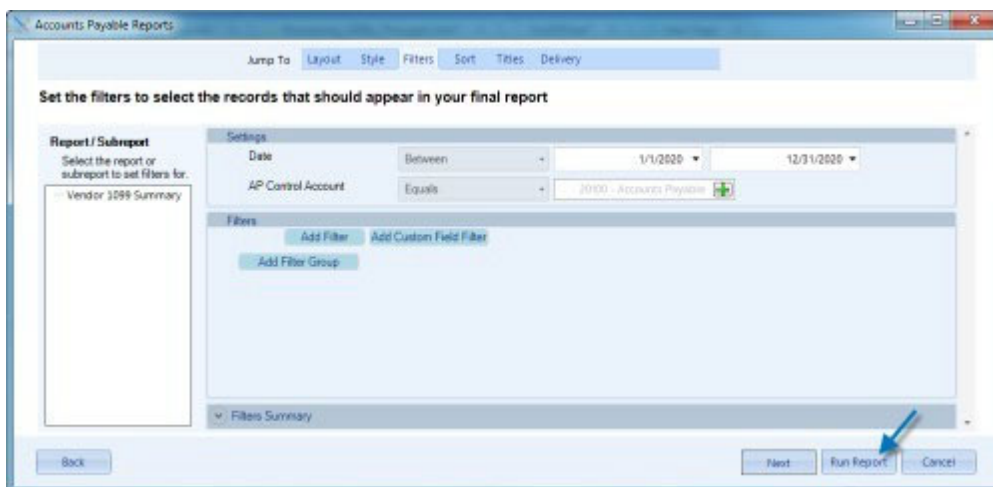 Accounts Payable Reports
Jump To Layout Style Filters Sort Titles Delivery
Set the filters to select the records that should appear in your final report
Report / Subreport
Select the report or
subreport to set filters for.
Vendor 1099 Summary
Settings
Date Between 1/1/2020 12/31/2020
AP Control Account Equals 20100 - Accounts Payable
Filters
Add Filter Add Custom Field Filter
Add Filter Group
Filters Summary
Back Next Run Report Cancel